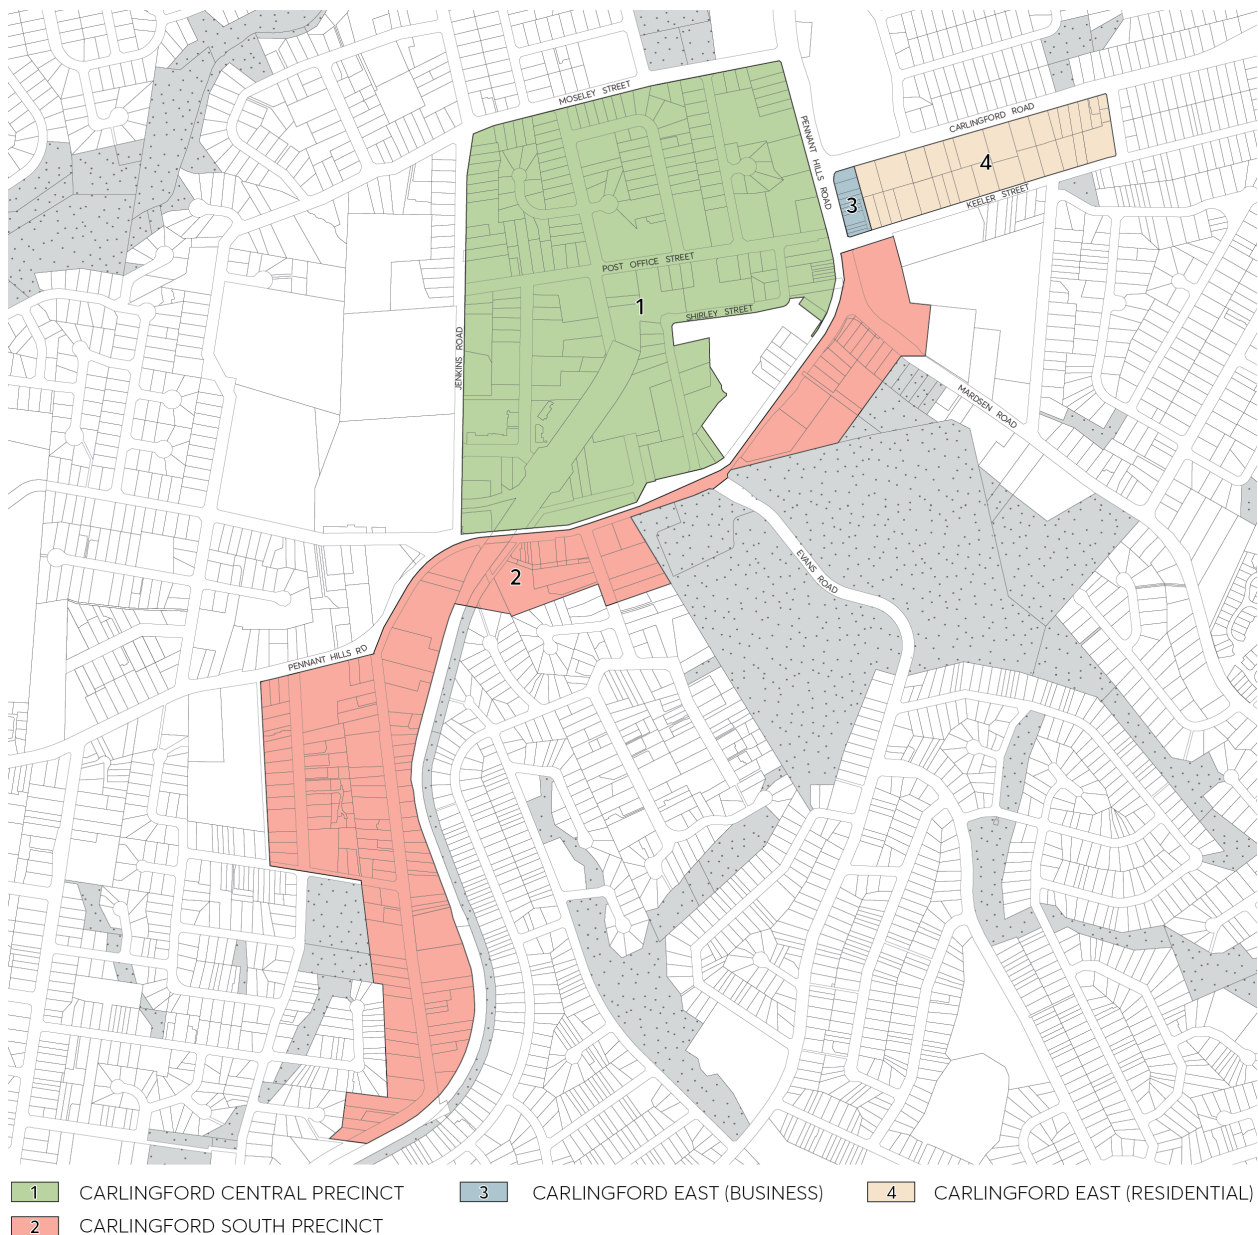 MOSELEY STREET
CARLINGFORD ROAD
PENNANT HILLS ROAD
4
3
KEELER STREET
POST OFFICE STREET
1
SHIRLEY STREET
JENKINS ROAD
MARDSEN ROAD
2
EVANS ROAD
PENNANT HILLS RD
1 CARLINGFORD CENTRAL PRECINCT
3 CARLINGFORD EAST (BUSINESS)
4 CARLINGFORD EAST (RESIDENTIAL)
2 CARLINGFORD SOUTH PRECINCT